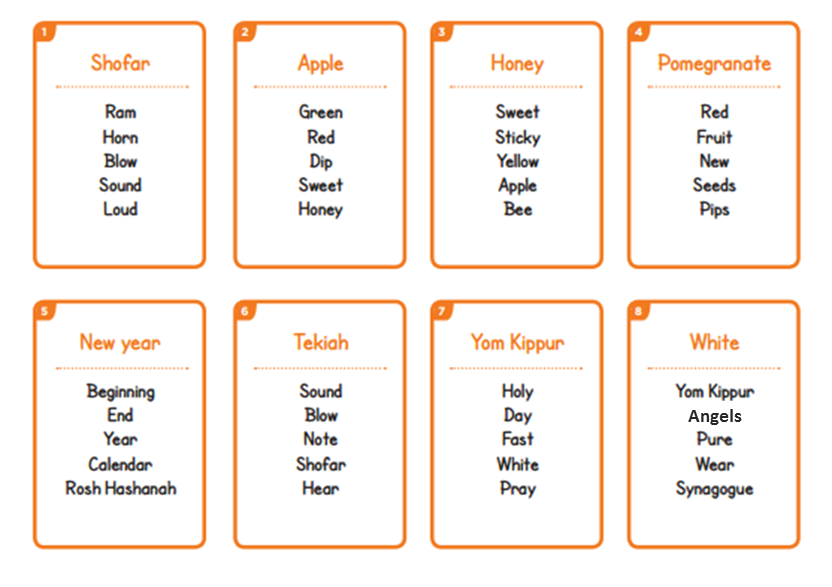 1
Shofar
Ram
Horn
Blow
Sound
Loud
2
Apple
Green
Red
Dip
Sweet
Honey
3
Honey
Sweet
Sticky
Yellow
Apple
Bee
4
Pomegranate
Red
Fruit
New
Seeds
Pips
5
New year
Beginning
End
Year
Calendar
Rosh Hashanah
6
Tekiah
Sound
Blow
Note
Shofar
Hear
7
Yom Kippur
Holy
Day
Fast
White
Pray
8
White
Yom Kippur
Angels
Pure
Wear
Synagogue